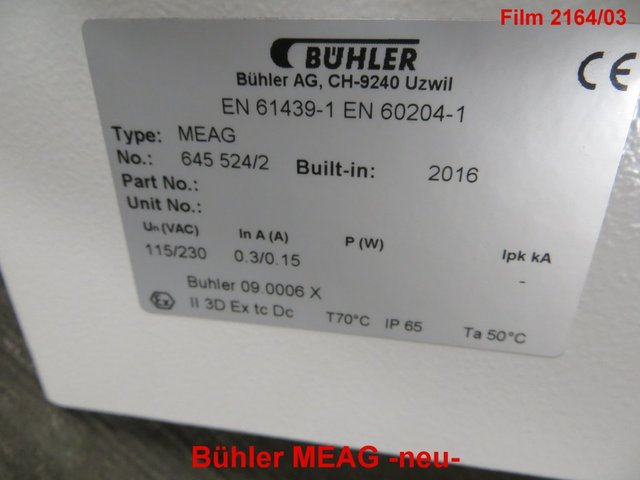 Film 2164/03
BÜHLER
CE
Bühler AG, CH-9240 Uzwil
EN 61439-1 EN 60204-1
Type: MEAG
No.: 645 524/2 Built-in: 2016
Part No.:
Unit No.:
Un (VAC) In A (A) P (W) Ipk kA
115/230 0.3/0.15 -
Buhler 09.0006 X
Ex II 3D Ex tc Dc T70°C IP 65 Ta 50°C
Bühler MEAG -neu-